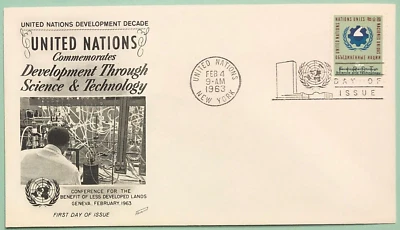 UNITED NATIONS DEVELOPMENT DECADE
UNITED NATIONS
Commemorates
Development Through
Science & Technology
CONFERENCE FOR THE
BENEFIT OF LESS DEVELOPED LANDS
GENEVA, FEBRUARY, 1963
FIRST DAY OF ISSUE
UNITED NATIONS
FEB 4
9-AM
1963
NEW YORK
DAY OF
ISSUE
NATIONS UNIES